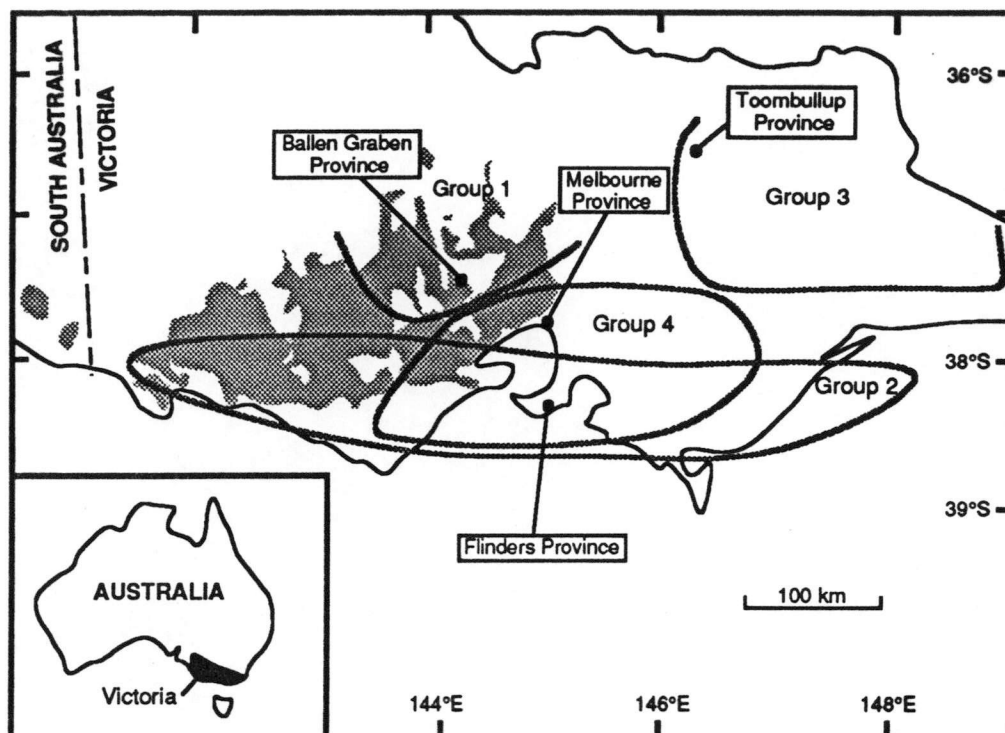 SOUTH AUSTRALIA
VICTORIA
36°S
Toombullup
Province
Ballen Graben
Province
Group 1
Melbourne
Province
Group 3
Group 4
38°S
Group 2
39°S
Flinders Province
100 km
AUSTRALIA
Victoria
144°E
146°E
148°E